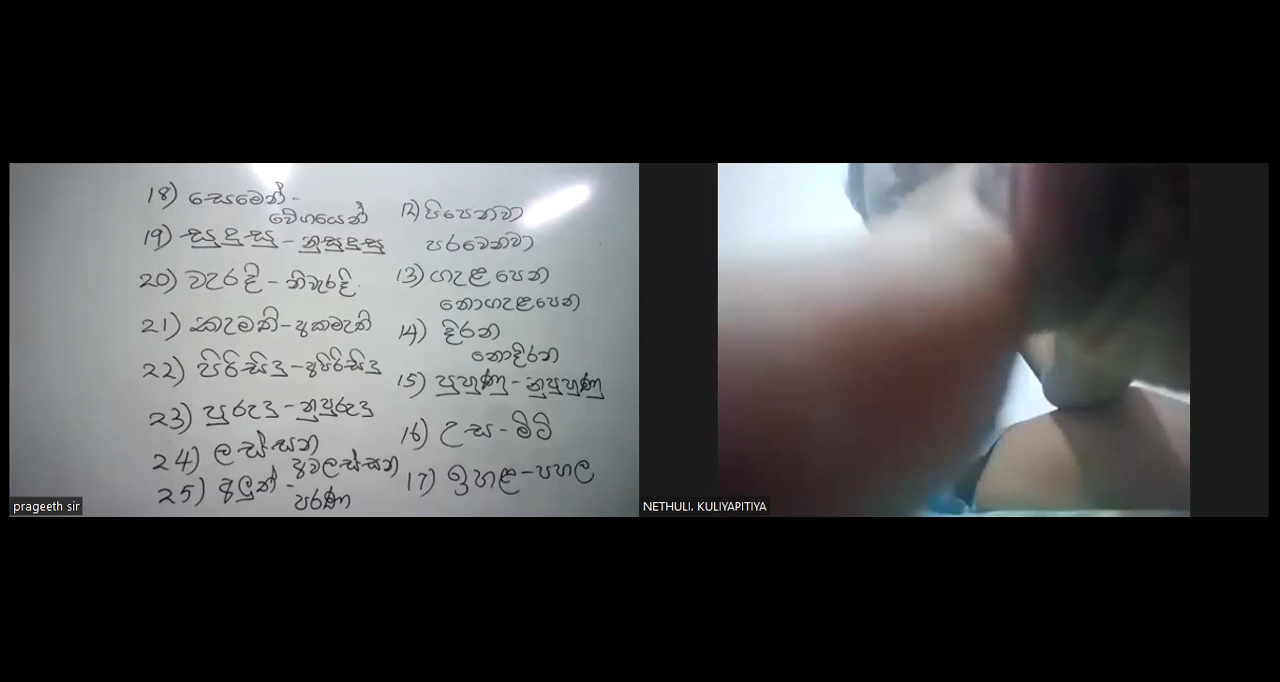 18) සෙමෙන් -
වේගයෙන්
19) සුදුසු - නුසුදුසු
20) වැරදි - නිවැරදි
21) කැමති - අකමැති
22) පිරිසිදු - අපිරිසිදු
23) පුරුදු - නුපුරුදු
24) ලස්සන
අවලස්සන
25) අලුත් -
පරණ
12) පිපෙනවා
පරවෙනවා
13) ගැළපෙන
නොගැළපෙන
14) දිරන
නොදිරන
15) පුහුණු - නුපුහුණු
16) උස - මිටි
17) ඉහළ - පහල
prageeth sir
NETHULI. KULIYAPITIYA